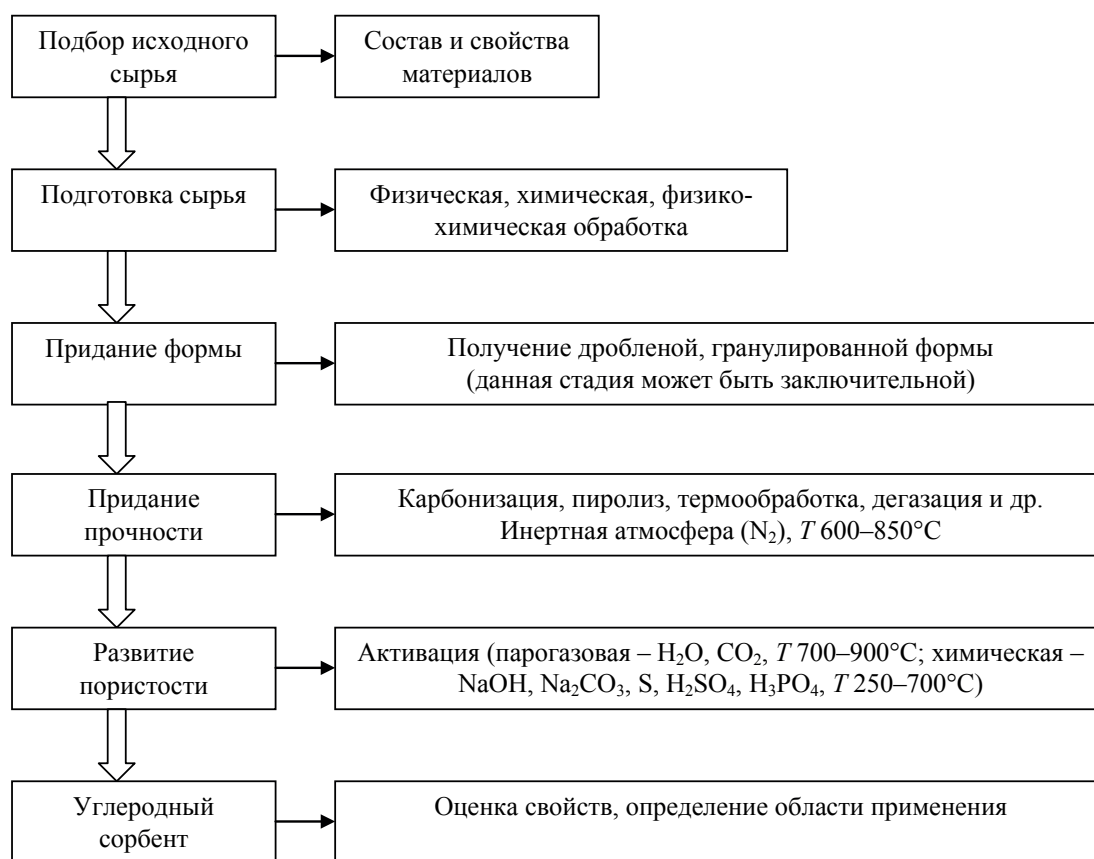 Подбор исходного
сырья
Состав и свойства
материалов
Подготовка сырья
Физическая, химическая, физико-
химическая обработка
Придание формы
Получение дробленой, гранулированной формы
(данная стадия может быть заключительной)
Придание
прочности
Карбонизация, пиролиз, термообработка, дегазация и др.
Инертная атмосфера (N₂), T 600–850°C
Развитие
пористости
Активация (парогазовая – H₂O, CO₂, T 700–900°C; химическая –
NaOH, Na₂CO₃, S, H₂SO₄, H₃PO₄, T 250–700°C)
Углеродный
сорбент
Оценка свойств, определение области применения